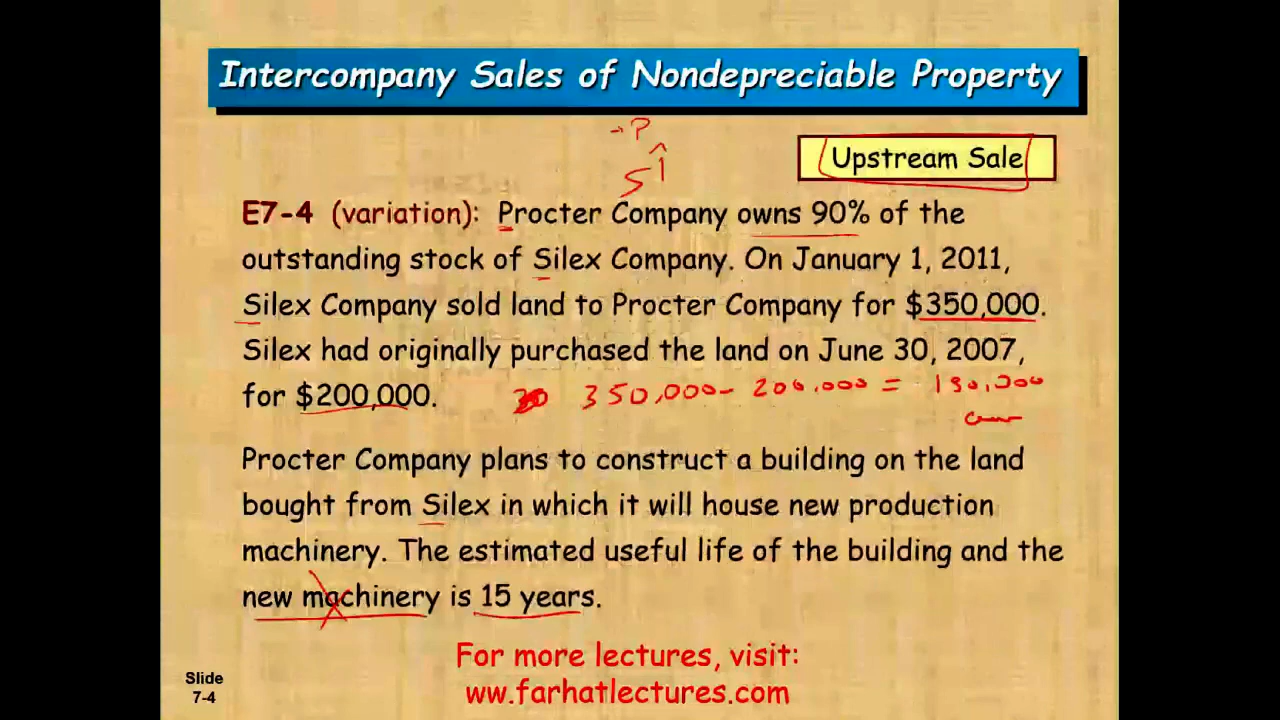 Intercompany Sales of Nondepreciable Property
→ P
↑
S
Upstream Sale
E7-4 (variation): Procter Company owns 90% of the
outstanding stock of Silex Company. On January 1, 2011,
Silex Company sold land to Procter Company for $350,000.
Silex had originally purchased the land on June 30, 2007,
for $200,000.
350,000- 200,000 = 150,000
Procter Company plans to construct a building on the land
bought from Silex in which it will house new production
machinery. The estimated useful life of the building and the
new machinery is 15 years.
For more lectures, visit:
ww.farhatlectures.com
Slide
7-4